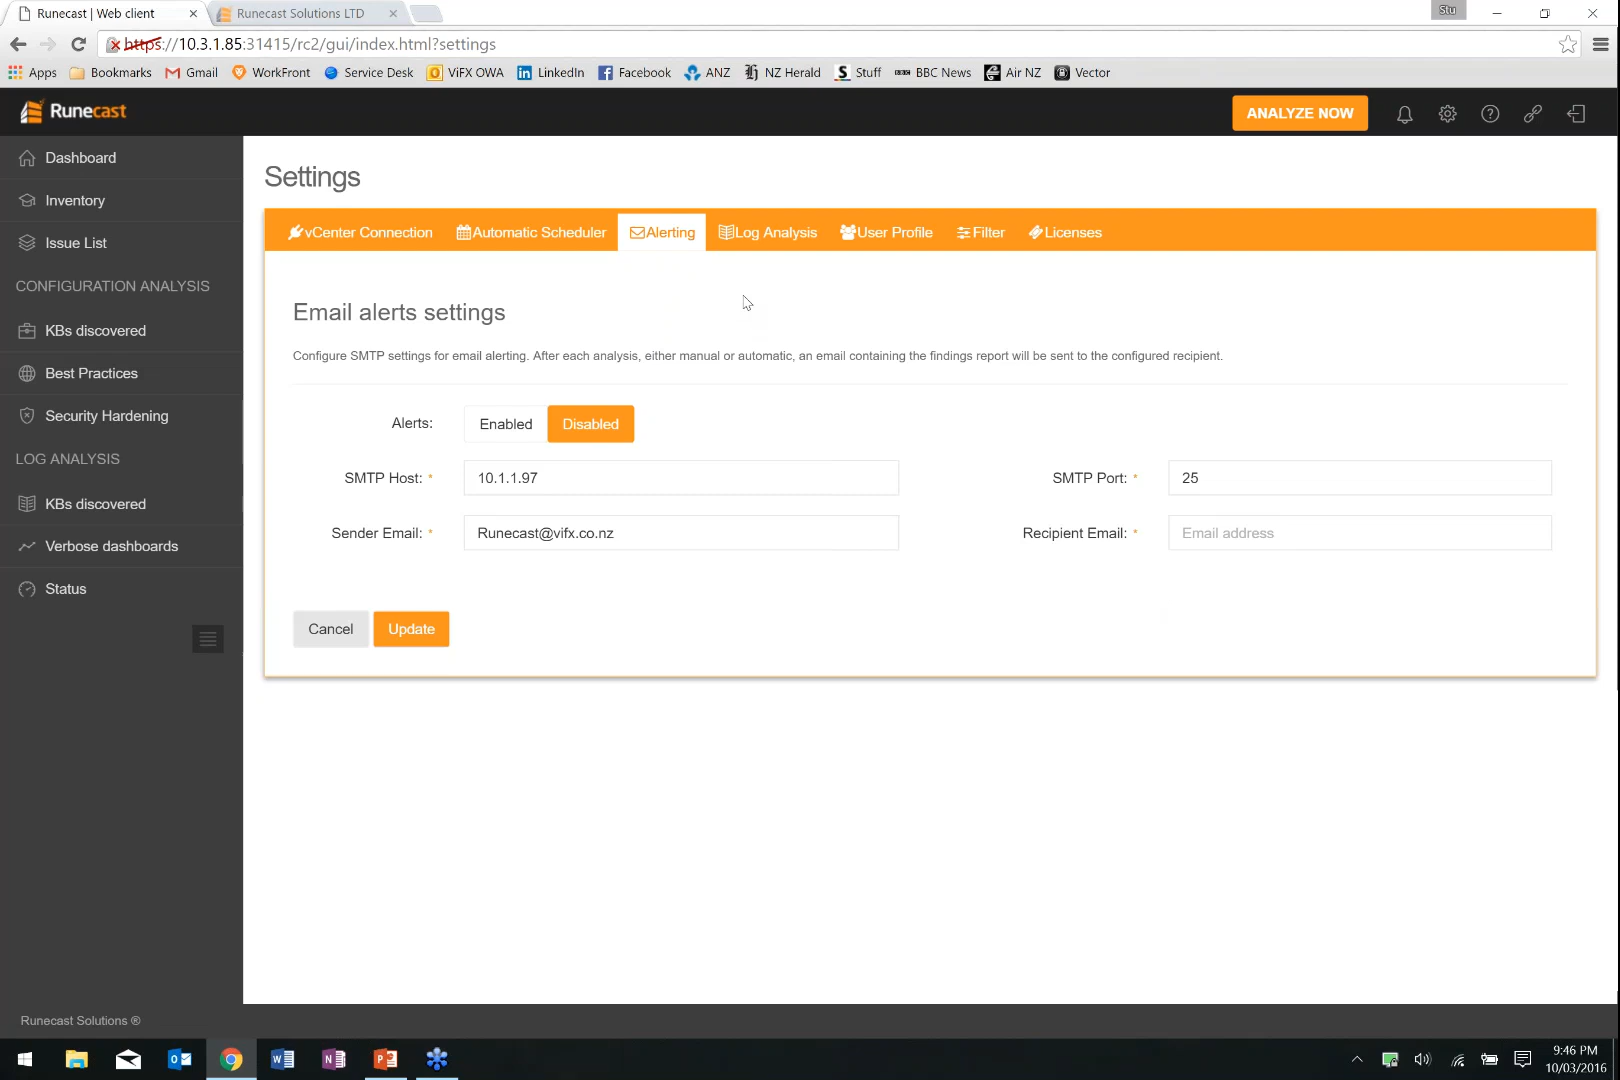 Runecast | Web client
Runecast Solutions LTD
Stu
https://10.3.1.85:31415/rc2/gui/index.html?settings
Apps Bookmarks Gmail WorkFront Service Desk ViFX OWA LinkedIn Facebook ANZ NZ Herald Stuff BBC News Air NZ Vector
Runecast
ANALYZE NOW
Dashboard
Inventory
Issue List
CONFIGURATION ANALYSIS
KBs discovered
Best Practices
Security Hardening
LOG ANALYSIS
KBs discovered
Verbose dashboards
Status
Settings
vCenter Connection Automatic Scheduler Alerting Log Analysis User Profile Filter Licenses
Email alerts settings
Configure SMTP settings for email alerting. After each analysis, either manual or automatic, an email containing the findings report will be sent to the configured recipient.
Alerts: Enabled Disabled
SMTP Host: * 10.1.1.97 SMTP Port: * 25
Sender Email: * Runecast@vifx.co.nz Recipient Email: * Email address
Cancel Update
Runecast Solutions ®
9:46 PM
10/03/2016